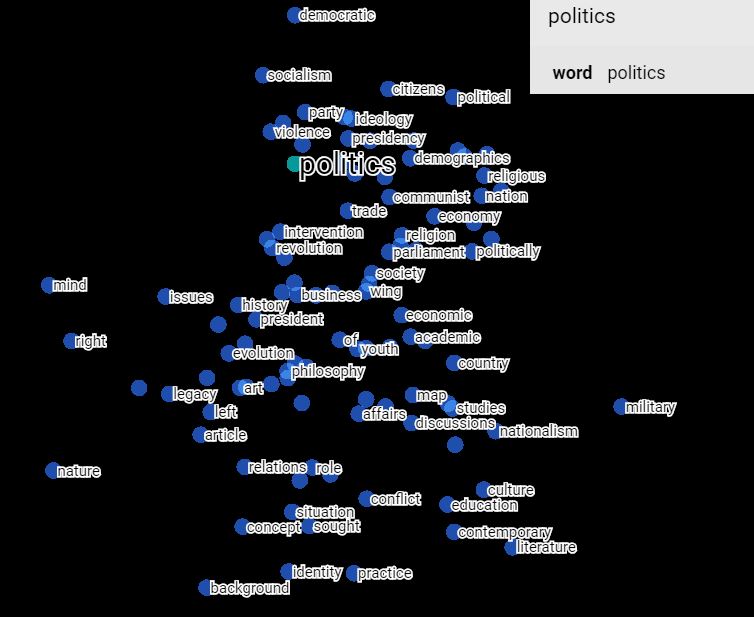 democratic
politics
socialism
word politics
citizens
political
party
ideology
violence
presidency
demographics
politics
religious
communist
nation
trade
economy
intervention
religion
revolution
parliament
politically
society
mind
wing
business
issues
history
economic
president
academic
right
of
youth
evolution
country
philosophy
art
legacy
map
studies
military
left
affairs
discussions
nationalism
article
relations
role
nature
culture
conflict
education
situation
concept
sought
contemporary
literature
identity
practice
background